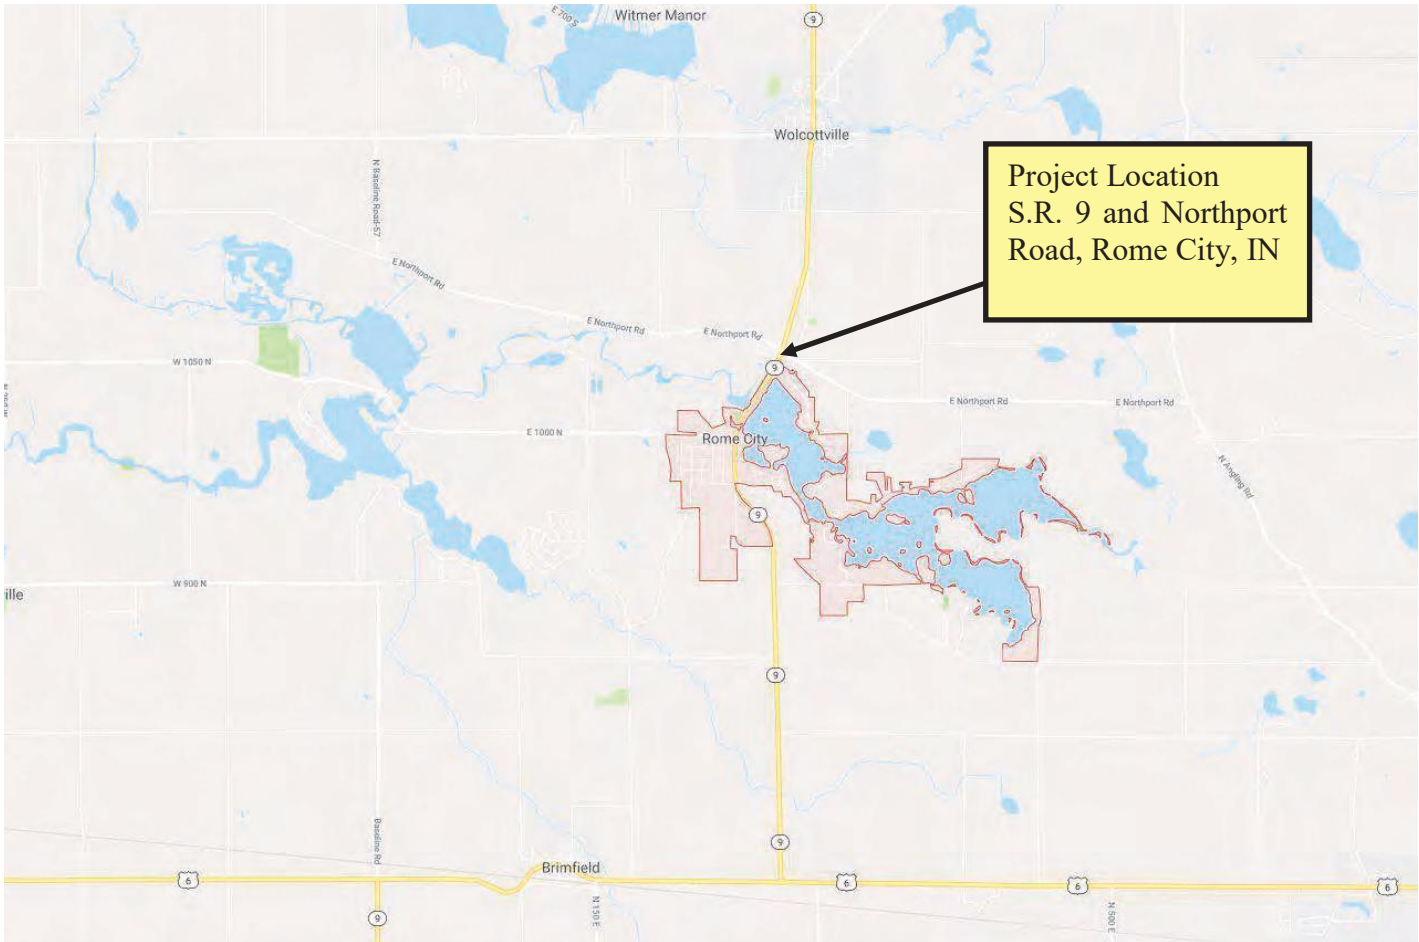 E 700 S
Witmer Manor
9
Wolcottville
Project Location
S.R. 9 and Northport
Road, Rome City, IN
N Baseline Road-57
E Northport Rd
E Northport Rd
E Northport Rd
W 1050 N
9
E Northport Rd
E Northport Rd
E 1000 N
Rome City
N Angling Rd
9
W 900 N
ille
9
Baseline Rd
9
Brimfield
6
6
6
6
9
N 150 E
N 500 E